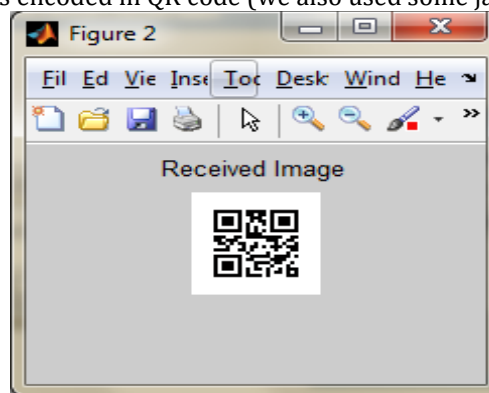 s encoded in QR code (we also used some ja
Figure 2
Fil Ed Vie Inse Too Desk Wind He
Received Image